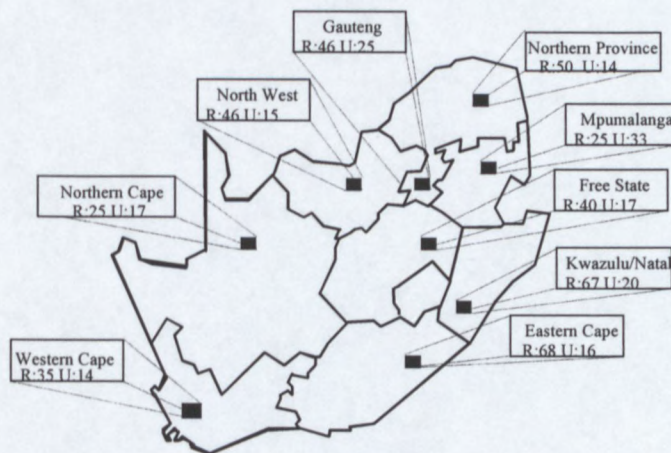 Gauteng
R:46 U:25
Northern Province
R:50 U:14
North West
R:46 U:15
Mpumalanga
R:25 U:33
Northern Cape
R:25 U:17
Free State
R:40 U:17
Kwazulu/Natal
R:67 U:20
Eastern Cape
R:68 U:16
Western Cape
R:35 U:14